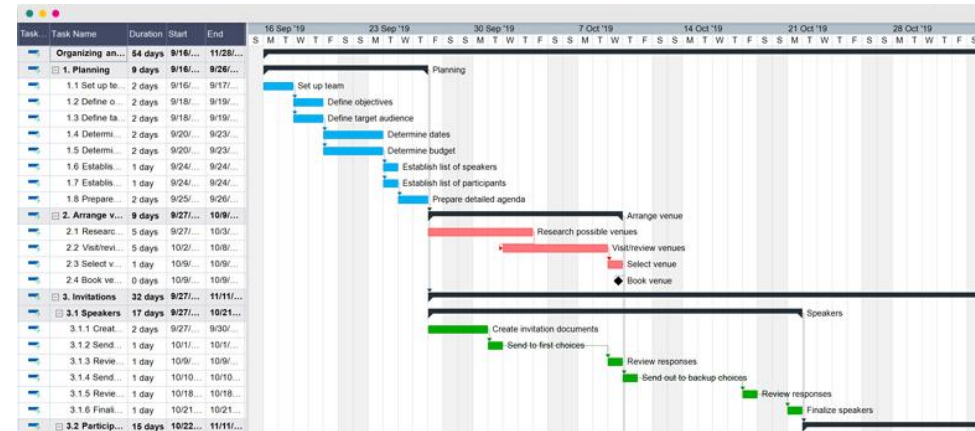 16 Sep '19 23 Sep '19 30 Sep '19 7 Oct '19 14 Oct '19 21 Oct '19 28 Oct '19
Task... Task Name Duration Start End S M T W T F S S M T W T F S S M T W T F S S M T W T F S S M T W T F S S M T W T F S S M T W T F S
Organizing an... 54 days 9/16/... 11/28/...
1. Planning 9 days 9/16/... 9/26/... Planning
1.1 Set up te... 2 days 9/16/... 9/17/... Set up team
1.2 Define o... 2 days 9/18/... 9/19/... Define objectives
1.3 Define ta... 2 days 9/18/... 9/19/... Define target audience
1.4 Determi... 2 days 9/20/... 9/23/... Determine dates
1.5 Determi... 2 days 9/20/... 9/23/... Determine budget
1.6 Establis... 1 day 9/24/... 9/24/... Establish list of speakers
1.7 Establis... 1 day 9/24/... 9/24/... Establish list of participants
1.8 Prepare... 2 days 9/25/... 9/26/... Prepare detailed agenda
2. Arrange v... 9 days 9/27/... 10/9/... Arrange venue
2.1 Researc... 5 days 9/27/... 10/3/... Research possible venues
2.2 Visit/revi... 5 days 10/2/... 10/8/... Visit/review venues
2.3 Select v... 1 day 10/9/... 10/9/... Select venue
2.4 Book ve... 0 days 10/9/... 10/9/... Book venue
3. Invitations 32 days 9/27/... 11/11/...
3.1 Speakers 17 days 9/27/... 10/21... Speakers
3.1.1 Creat... 2 days 9/27/... 9/30/... Create invitation documents
3.1.2 Send... 1 day 10/1/... 10/1/... Send to first choices
3.1.3 Revie... 1 day 10/9/... 10/9/... Review responses
3.1.4 Send... 1 day 10/10... 10/10... Send out to backup choices
3.1.5 Revie... 1 day 10/18... 10/18... Review responses
3.1.6 Finali... 1 day 10/21... 10/21... Finalize speakers
3.2 Particip... 15 days 10/22... 11/11/...